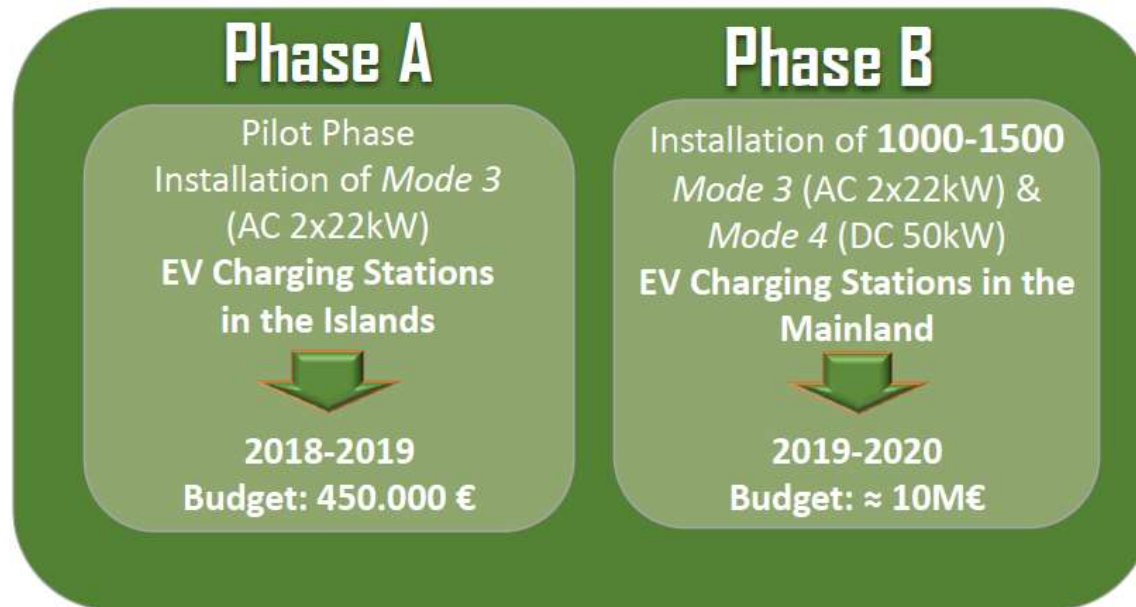 Phase A
Pilot Phase
Installation of Mode 3
(AC 2x22kW)
EV Charging Stations
in the Islands
2018-2019
Budget: 450.000 €
Phase B
Installation of 1000-1500
Mode 3 (AC 2x22kW) &
Mode 4 (DC 50kW)
EV Charging Stations in the
Mainland
2019-2020
Budget: ≈ 10M€